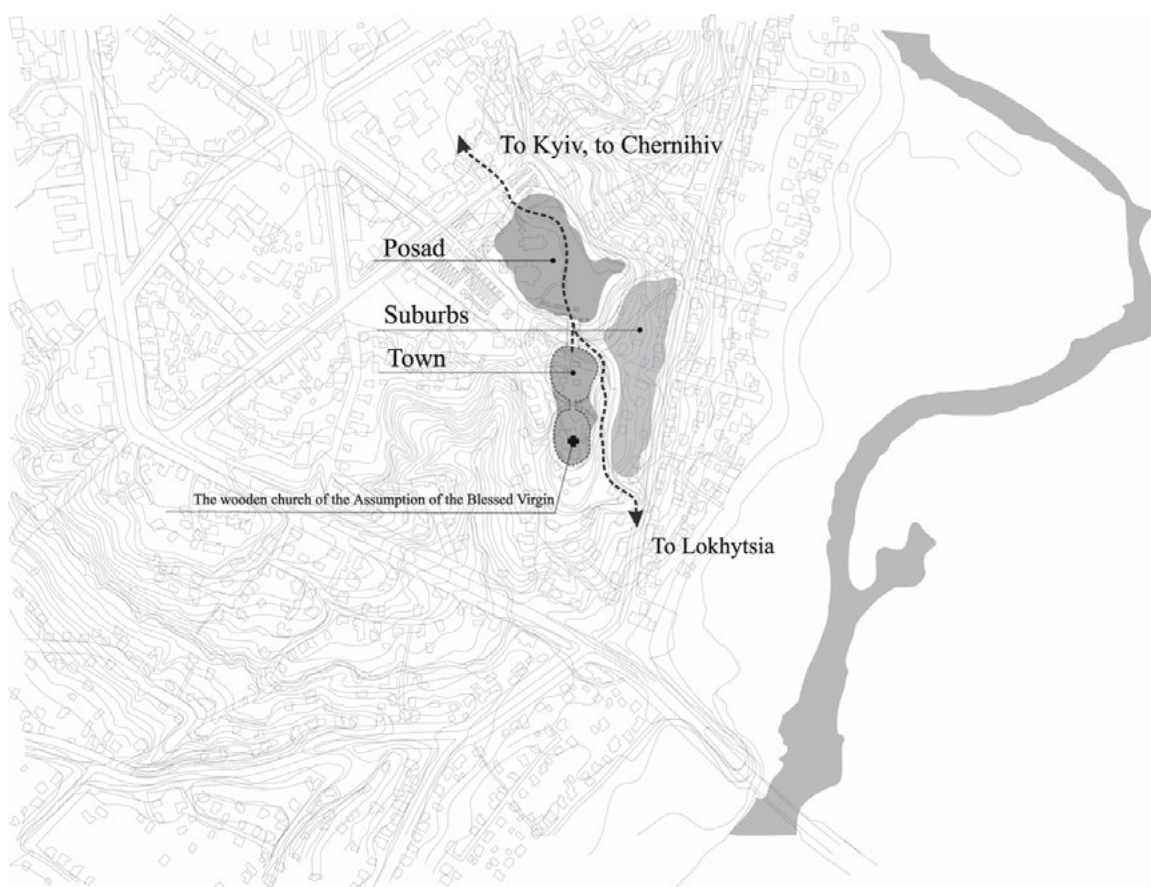 To Kyiv, to Chernihiv
Posad
Suburbs
Town
The wooden church of the Assumption of the Blessed Virgin
To Lokhytsia